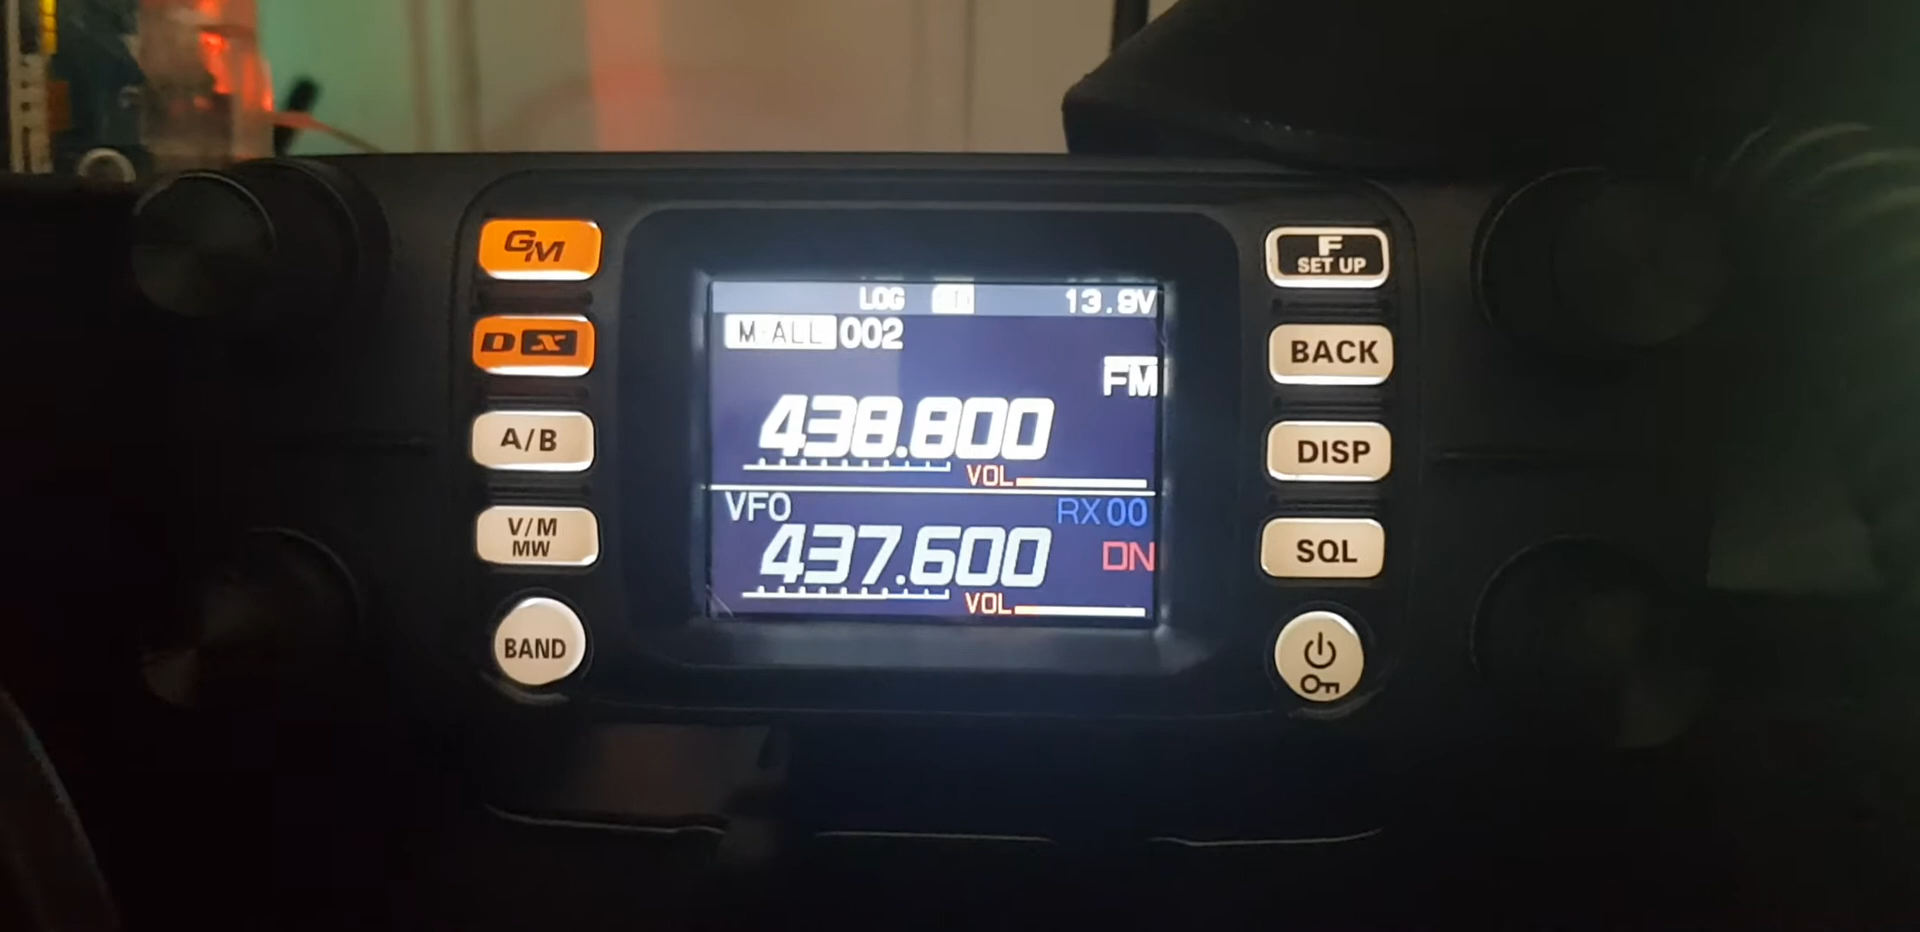 GM
DX
A/B
V/M
MW
BAND
LOG 13.9V
M-ALL 002
FM
438.800
VOL
VFO RX 00
437.600 DN
VOL
F
SET UP
BACK
DISP
SQL